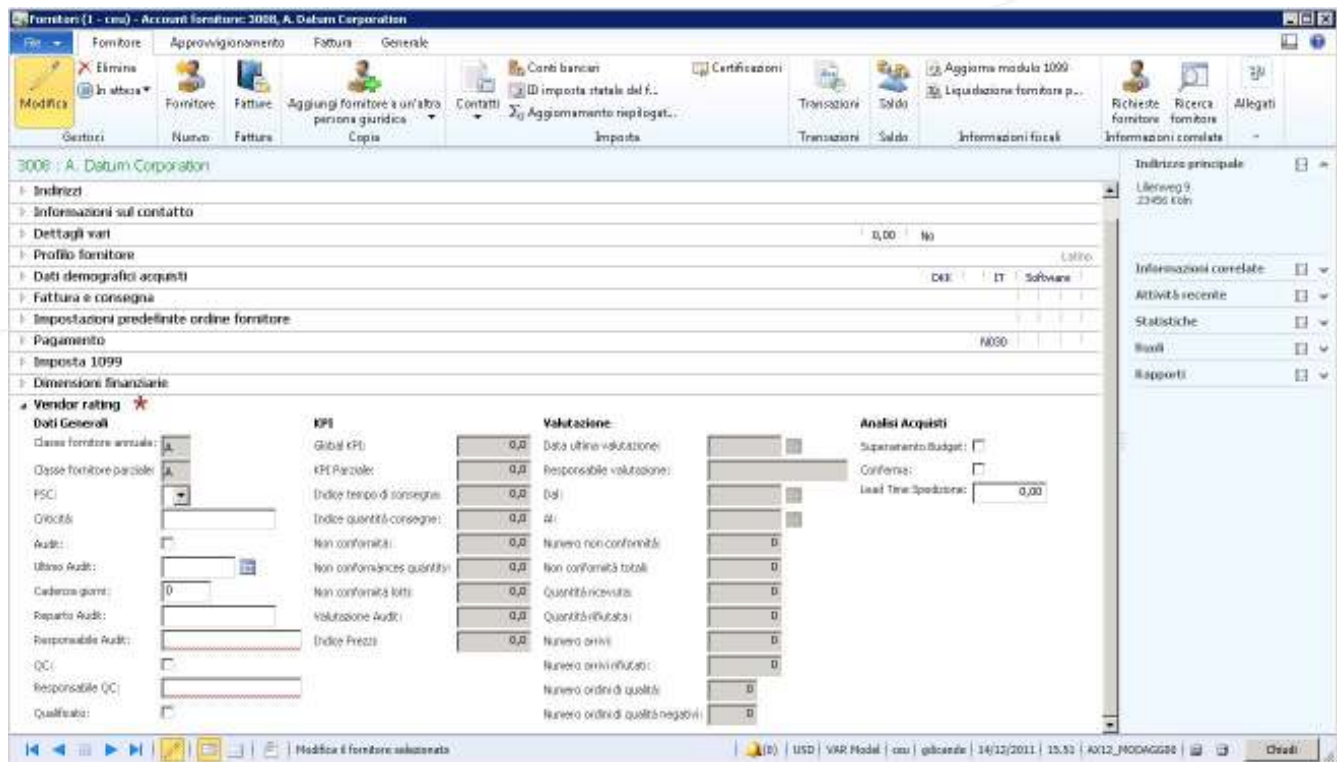 Fornitori (1 - ceu) - Account fornitore: 3008, A. Datum Corporation
File Fornitore Approvvigionamento Fattura Generale
Modifica
Elimina
In attesa
Gestisci
Fornitore
Nuovo
Fatture
Fatture
Aggiungi fornitore a un'altra persona giuridica
Copia
Contatti
Conti bancari
ID imposta statale del f...
Aggiornamento riepilogat...
Certificazioni
Imposta
Transazioni
Transazioni
Saldo
Saldo
Aggiorna modulo 1099
Liquidazione fornitore p...
Informazioni fiscali
Richieste fornitore
Ricerca fornitore
Informazioni correlate
Allegati
3008 : A. Datum Corporation
Indirizzi
Informazioni sul contatto
Dettagli vari 0,00 No
Profilo fornitore Latino
Dati demografici acquisti DKK IT Software
Fattura e consegna
Impostazioni predefinite ordine fornitore
Pagamento N030
Imposta 1099
Dimensioni finanziarie
Vendor rating
Dati Generali
Classe fornitore annuale: A
Classe fornitore parziale: A
FSC:
Criticità:
Audit:
Ultimo Audit:
Cadenza giorni: 0
Reparto Audit:
Responsabile Audit:
QC:
Responsabile QC:
Qualificato:
KPI
Global KPI: 0,0
KPI Parziale: 0,0
Indice tempo di consegna: 0,0
Indice quantità consegne: 0,0
Non conformità: 0,0
Non conformances quantity: 0,0
Non conformità lotti: 0,0
Valutazione Audit: 0,0
Indice Prezzi 0,0
Valutazione
Data ultima valutazione:
Responsabile valutazione:
Dal:
Al:
Numero non conformità: 0
Non conformità totali: 0
Quantità ricevuta: 0
Quantità rifiutata: 0
Numero arrivi: 0
Numero arrivi rifiutati: 0
Numero ordini di qualità: 0
Numero ordini di qualità negativi: 0
Analisi Acquisti
Superamento Budget:
Conferma:
Lead Time Spedizione: 0,00
Indirizzo principale
Lilienweg 9
23456 Köln
Informazioni correlate
Attività recente
Statistiche
Ruoli
Rapporti
Modifica il fornitore selezionato
(0) USD VAR Model ceu gdicande 14/12/2011 15.51 Chiudi